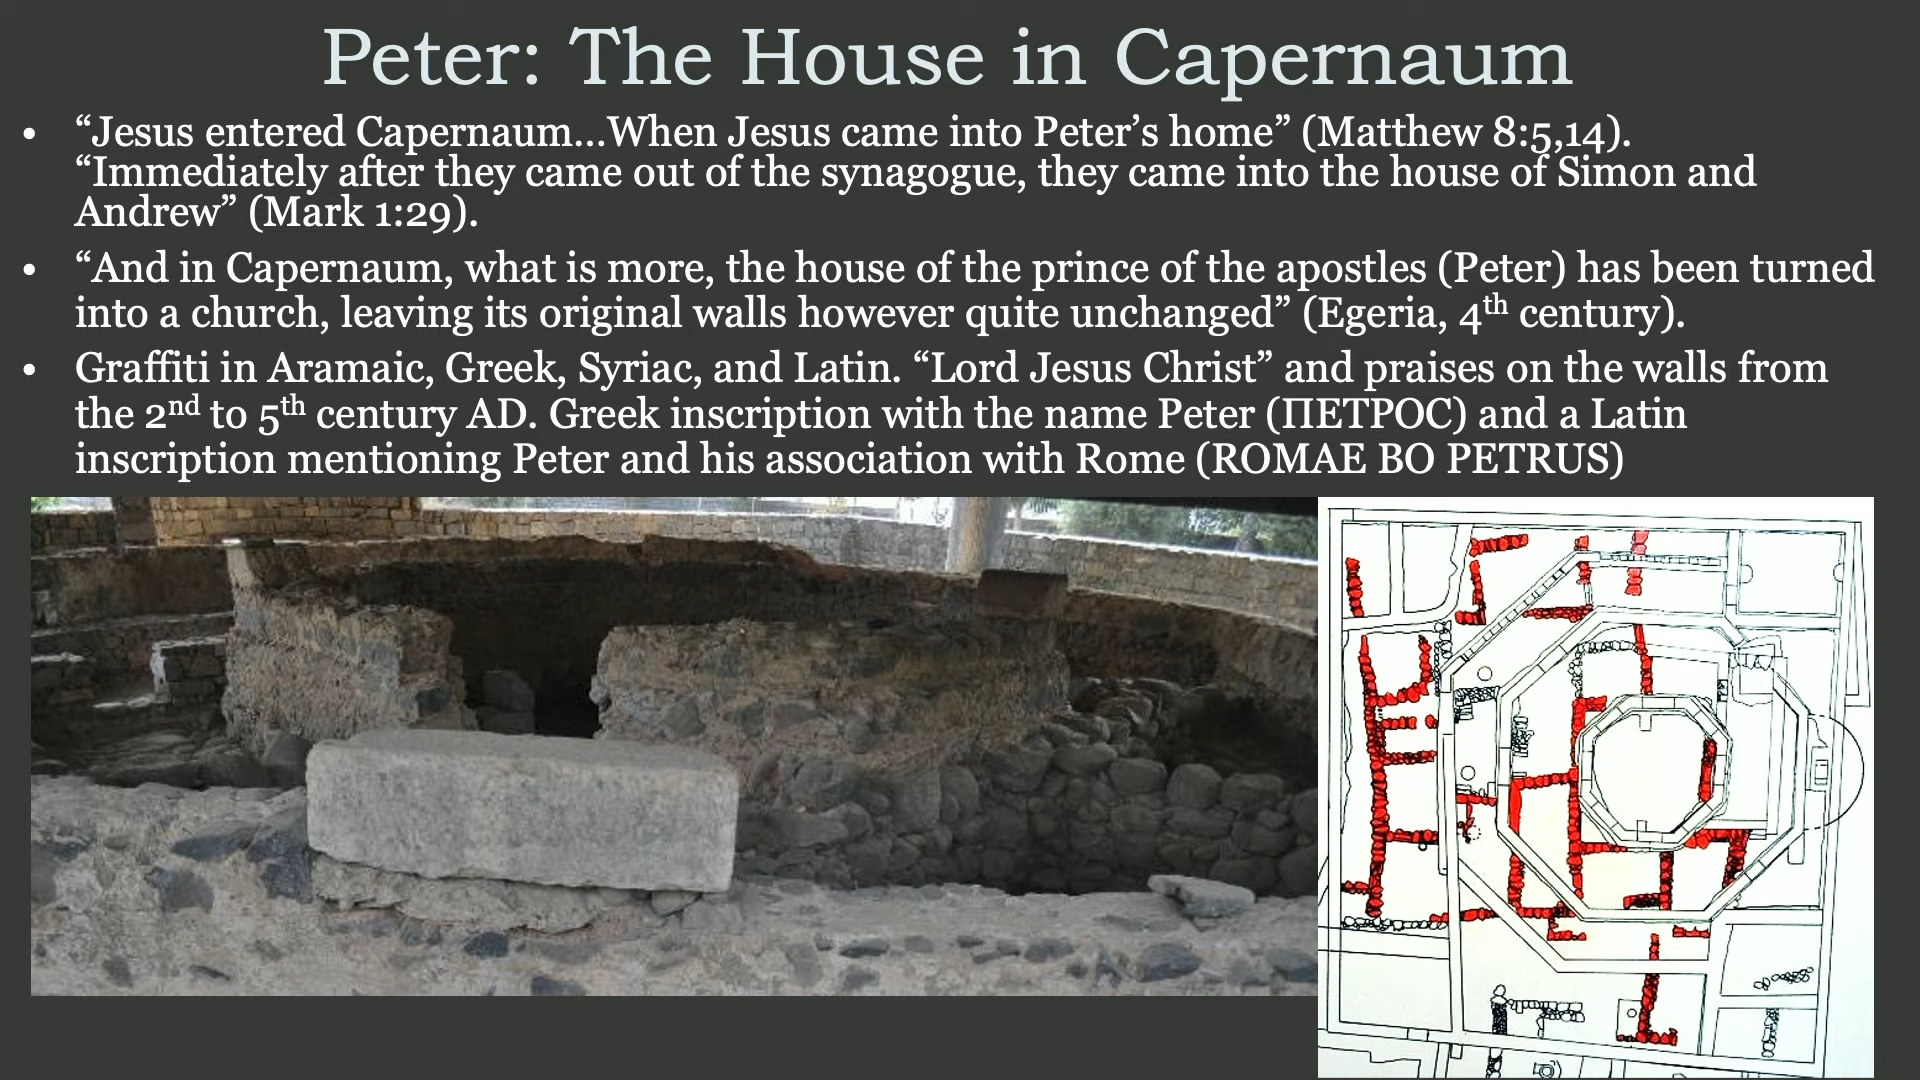 Peter: The House in Capernaum
• “Jesus entered Capernaum…When Jesus came into Peter’s home” (Matthew 8:5,14).
“Immediately after they came out of the synagogue, they came into the house of Simon and
Andrew” (Mark 1:29).
• “And in Capernaum, what is more, the house of the prince of the apostles (Peter) has been turned
into a church, leaving its original walls however quite unchanged” (Egeria, 4th century).
• Graffiti in Aramaic, Greek, Syriac, and Latin. “Lord Jesus Christ” and praises on the walls from
the 2nd to 5th century AD. Greek inscription with the name Peter (ΠΕΤΡΟC) and a Latin
inscription mentioning Peter and his association with Rome (ROMAE BO PETRUS)